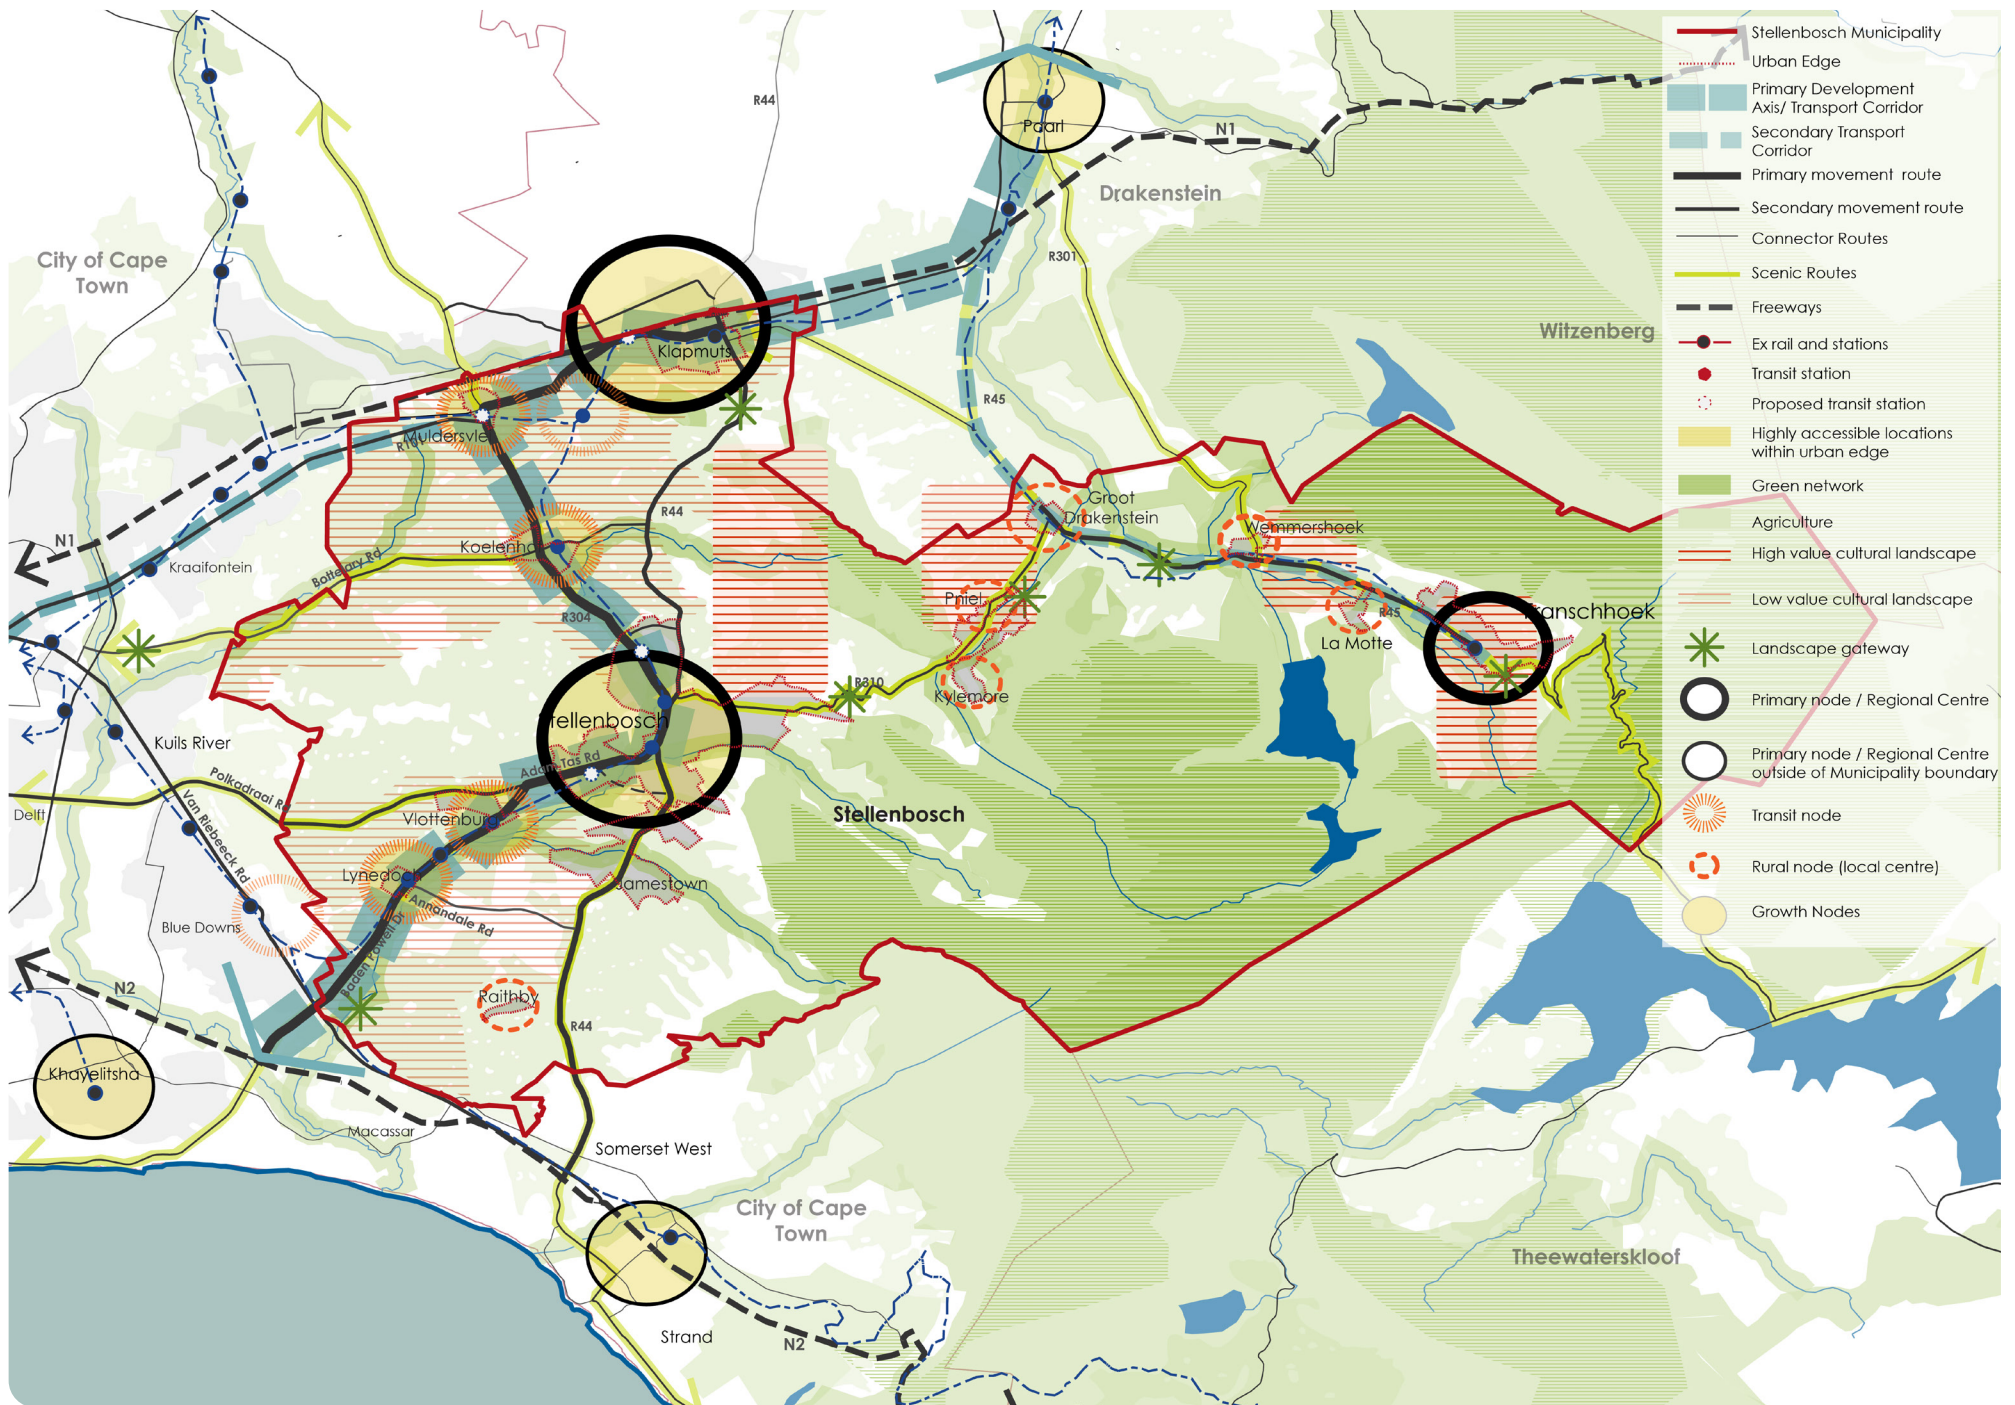 R44
Paarl
N1
Drakenstein
City of Cape
Town
R301
Witzenberg
Klapmuts
R45
Muldersvlei
R101
Groot
Drakenstein
Wemmershoek
R44
N1
Koelenhof
Kraaifontein
Bottelary Rd
Pniel
R304
R45
Franschhoek
La Motte
R310
Kylemore
Stellenbosch
Kuils River
Adam Tas Rd
Polkadraai Rd
Delft
Van Riebeeck Rd
Vlottenburg
Stellenbosch
Lynedoch
Jamestown
Annandale Rd
Blue Downs
Baden Powell Dr
N2
Raithby
R44
Khayelitsha
Macassar
Somerset West
City of Cape
Town
Theewaterskloof
Strand
N2
Stellenbosch Municipality
Urban Edge
Primary Development
Axis/ Transport Corridor
Secondary Transport
Corridor
Primary movement route
Secondary movement route
Connector Routes
Scenic Routes
Freeways
Ex rail and stations
Transit station
Proposed transit station
Highly accessible locations
within urban edge
Green network
Agriculture
High value cultural landscape
Low value cultural landscape
Landscape gateway
Primary node / Regional Centre
Primary node / Regional Centre
outside of Municipality boundary
Transit node
Rural node (local centre)
Growth Nodes